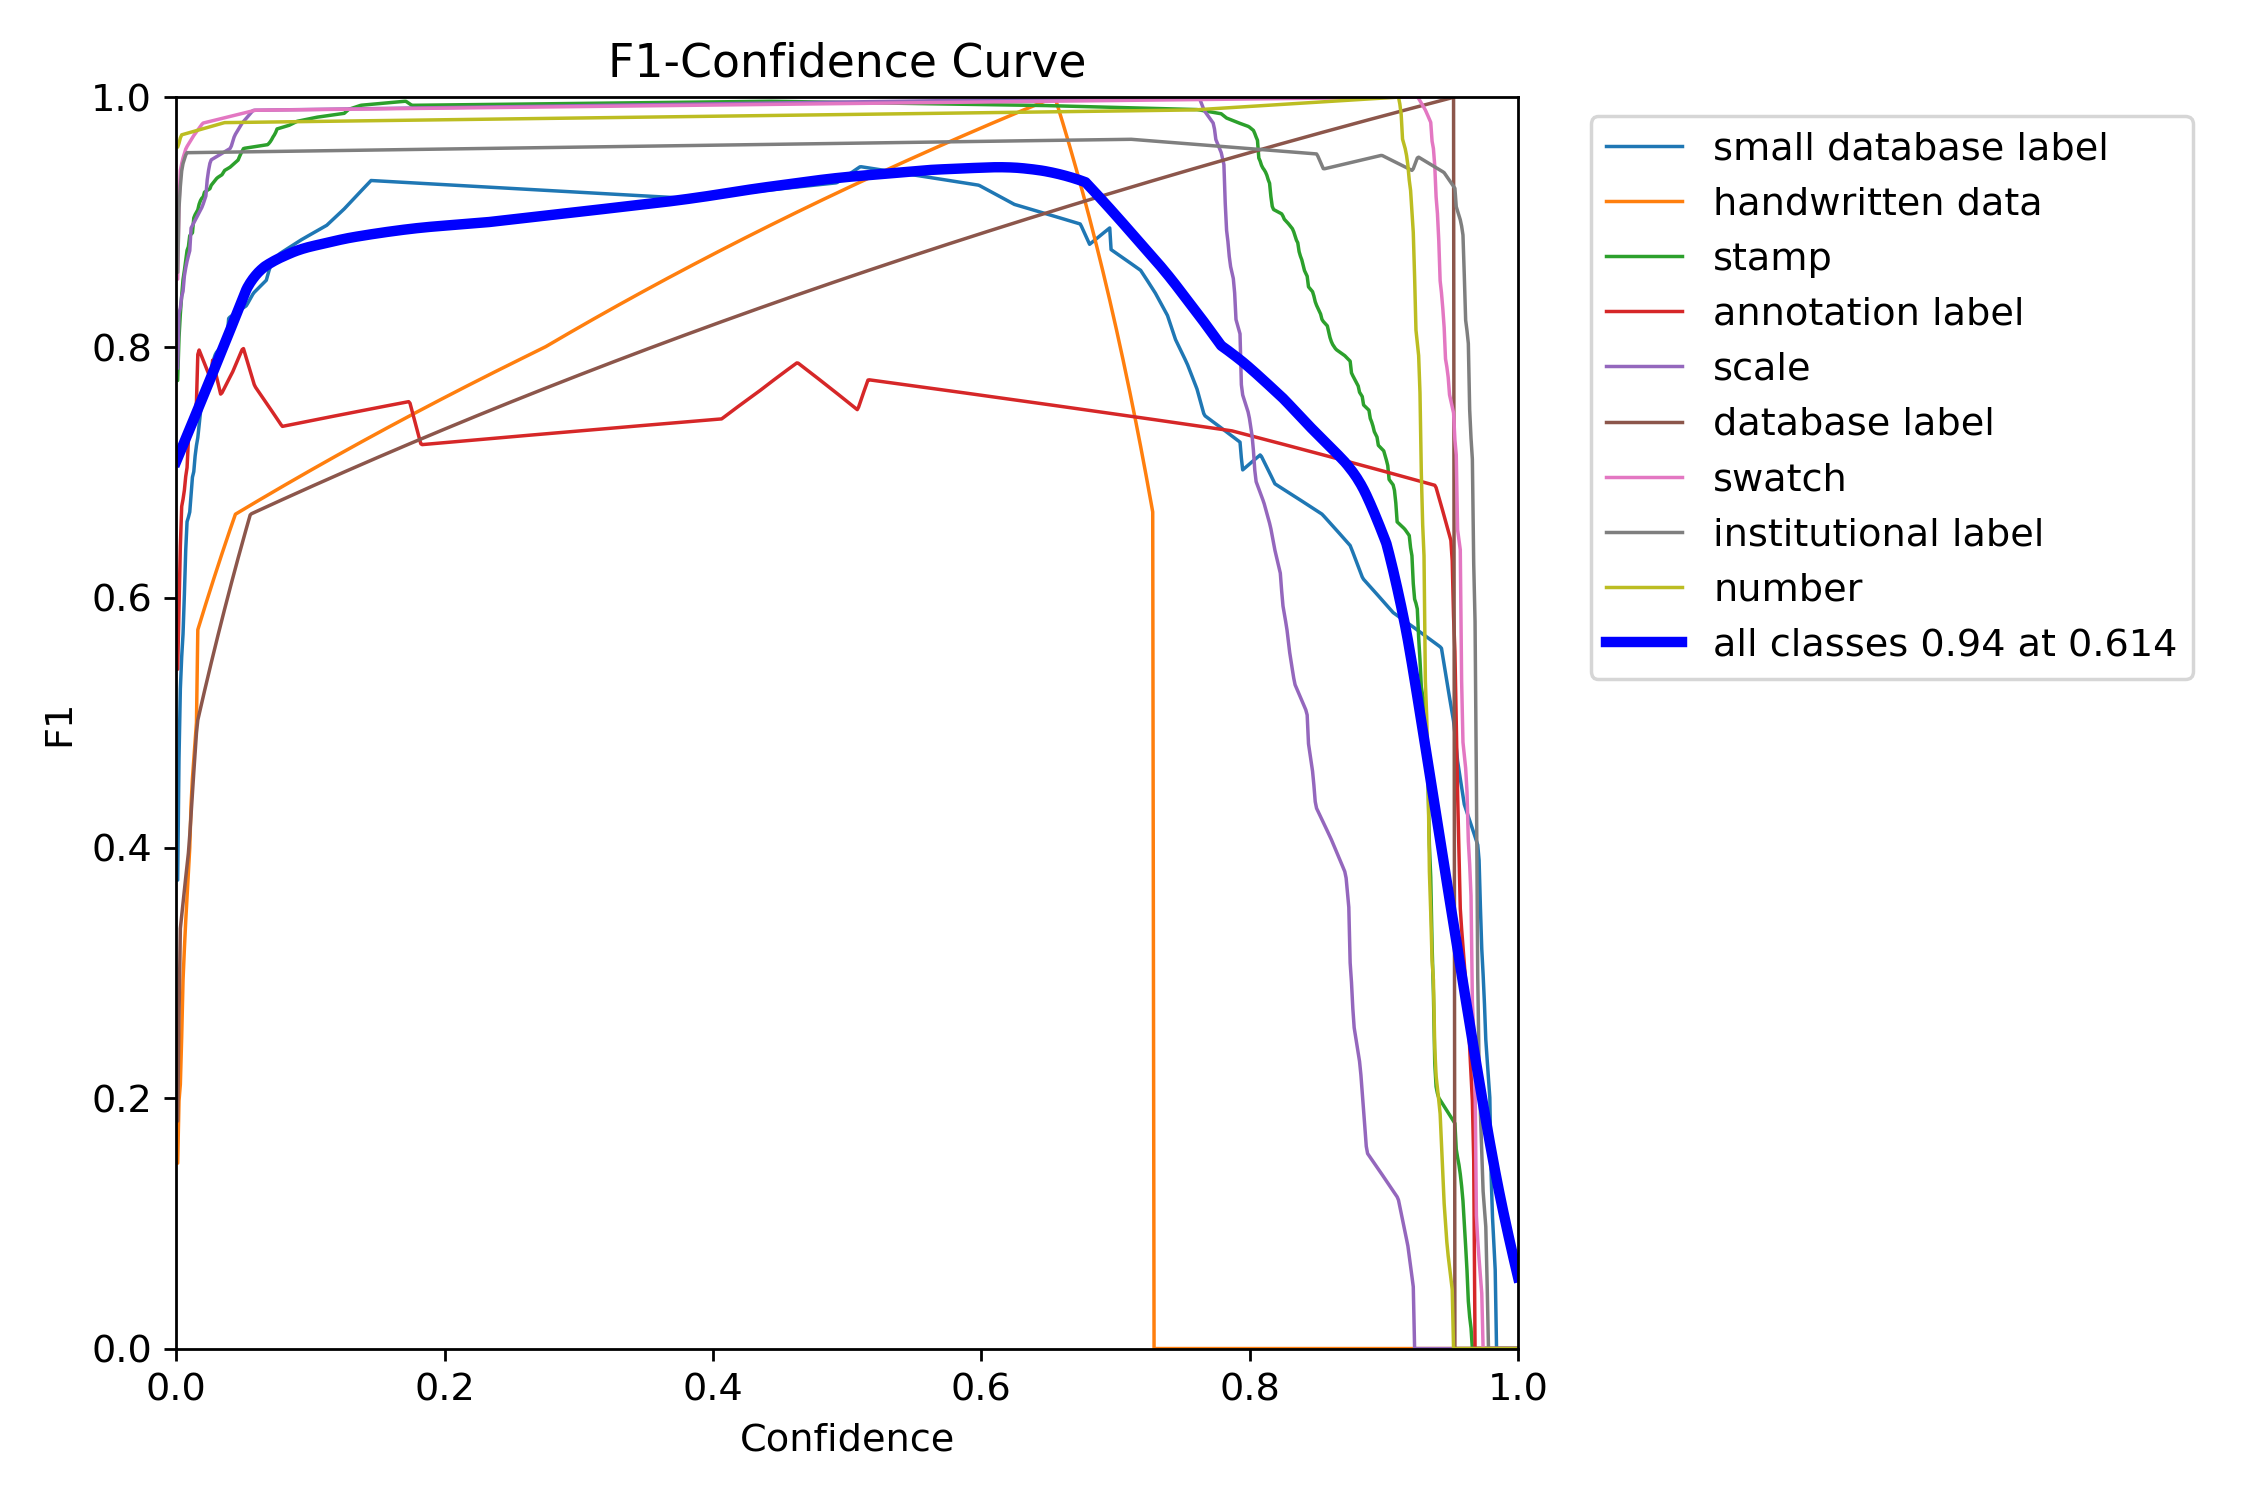 F1-Confidence Curve
1.0
0.8
0.6
0.4
0.2
0.0
F1
0.0 0.2 0.4 0.6 0.8 1.0
Confidence
small database label
handwritten data
stamp
annotation label
scale
database label
swatch
institutional label
number
all classes 0.94 at 0.614